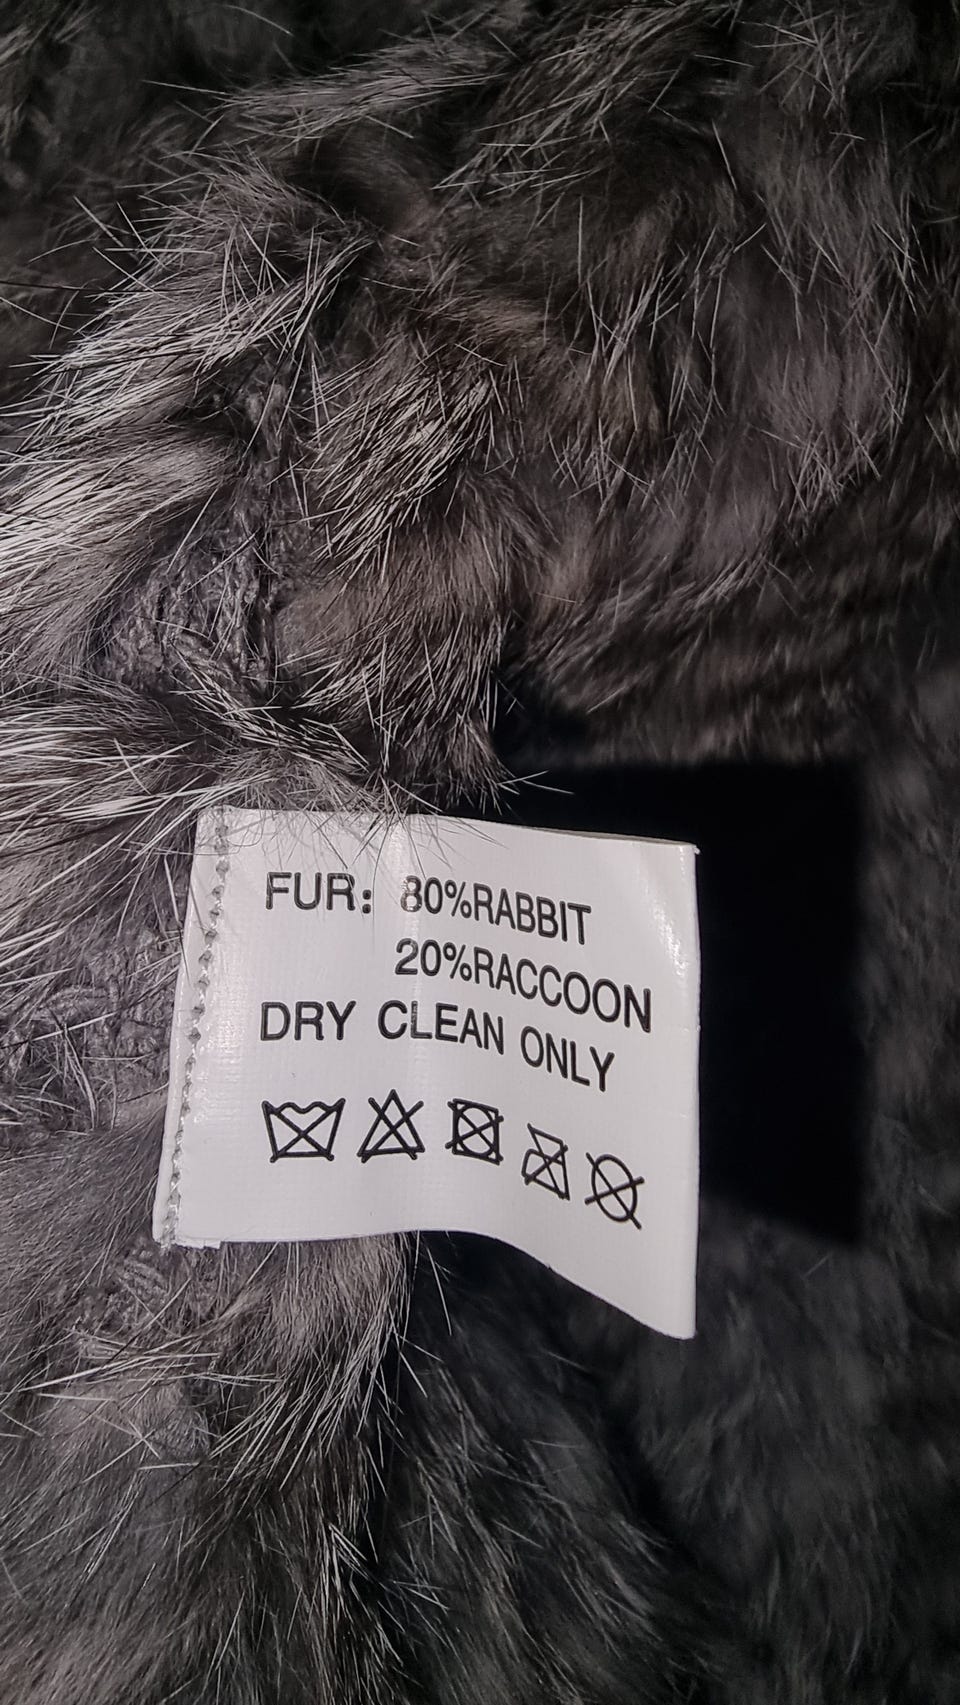 FUR: 80%RABBIT
20%RACCOON
DRY CLEAN ONLY